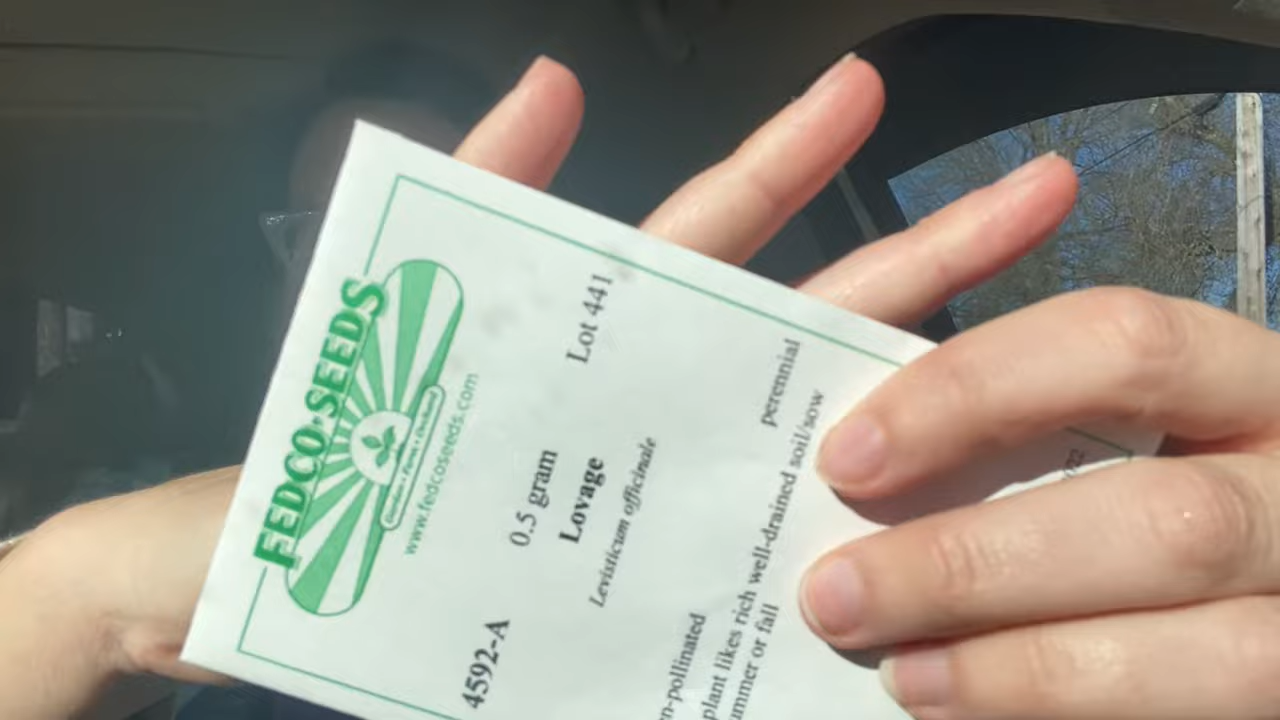 FEDCO SEEDS
www.fedcoseeds.com
4592-A
0.5 gram
Lot 441
Lovage
Levisticum officinale
n-pollinated
perennial
plant likes rich well-drained soil/sow
ummer or fall